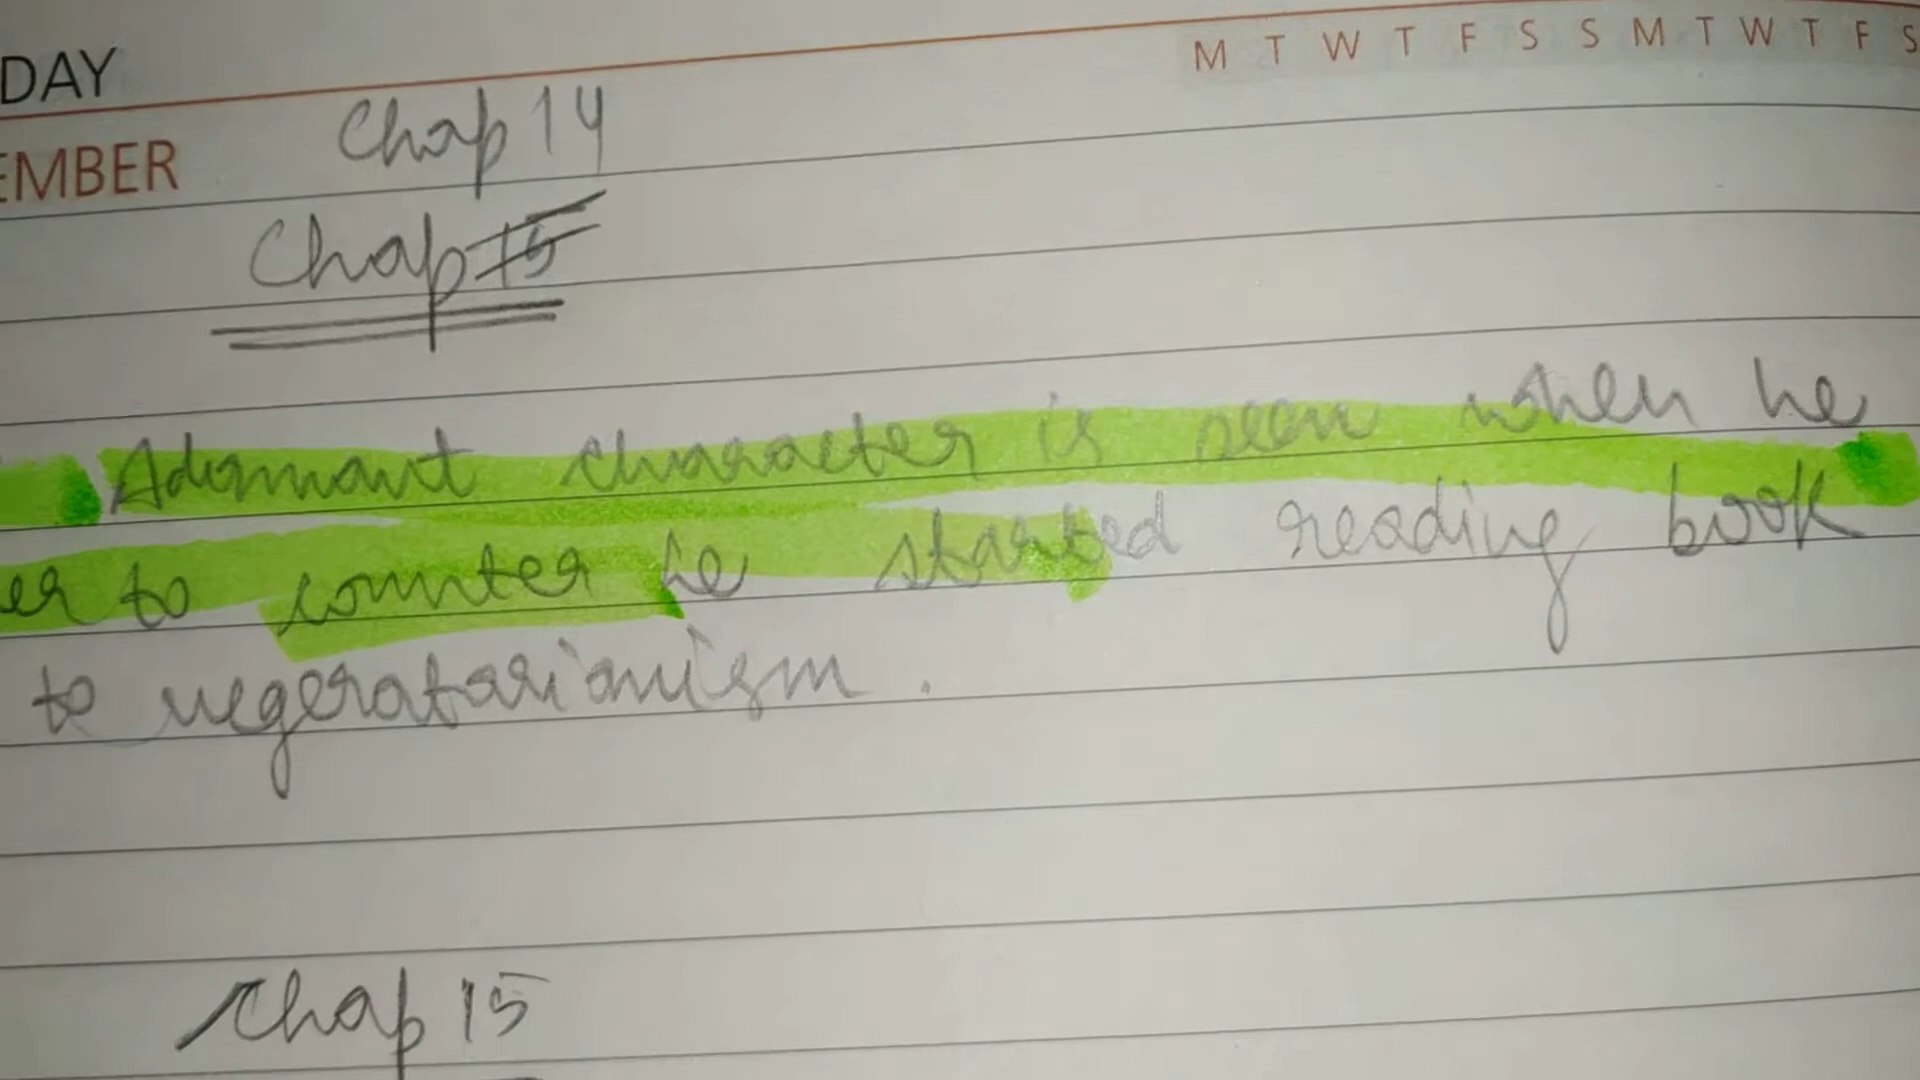 DAY
M T W T F S S M T W T F S
EMBER
Chap 14
Chap 15
Adamant character is seen when he
er to counter he started reading book
to vegeratarianism.
Chap 15